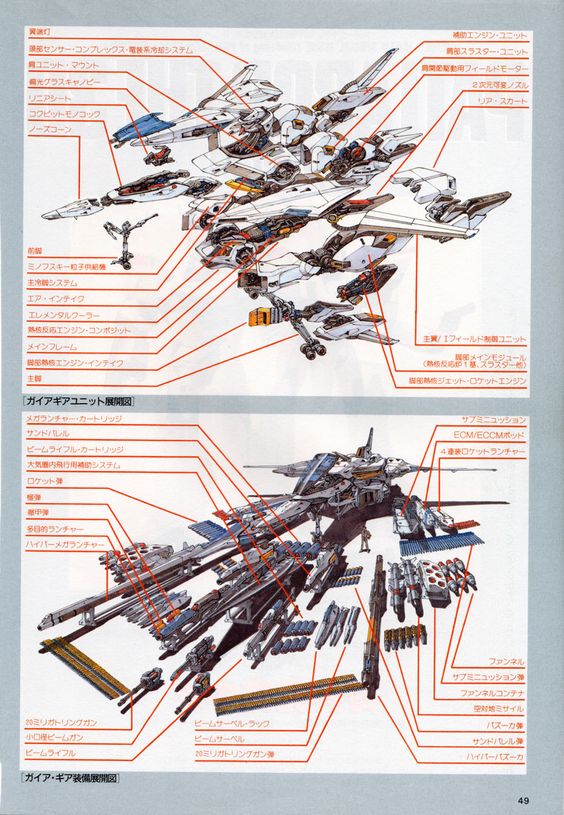 翼端灯
頭部センサー・コンプレックス・電装系冷却システム
肩ユニット・マウント
偏光グラスキャノピー
リニアシート
コクピットモノコック
ノーズコーン
補助エンジン・ユニット
肩部スラスター・ユニット
肩関節駆動用フィールドモーター
2次元可変ノズル
リア・スカート
前脚
ミノフスキー粒子供給機
主冷却システム
エア・インテイク
エレメンタルクーラー
熱核反応エンジン・コンポジット
メインフレーム
脚部熱核エンジン・インテイク
主脚
主翼/Iフィールド制御ユニット
脚部メインモジュール
(熱核反応炉1基、スラスター他)
脚部熱核ジェット・ロケットエンジン
[ガイアギアユニット展開図]
メガランチャー・カートリッジ
サンドバレル
ビームライフル・カートリッジ
大気圏内飛行用補助システム
ロケット弾
榴弾
徹甲弾
多目的ランチャー
ハイパーメガランチャー
サブミニュッション
ECM/ECCMポッド
4連装ロケットランチャー
20ミリガトリングガン
小口径ビームガン
ビームライフル
ビームサーベル・ラック
ビームサーベル
20ミリガトリングガン弾
ファンネル
サブミニュッション弾
ファンネルコンテナ
空対地ミサイル
バズーカ弾
サンドバレル弾
ハイパーバズーカ
[ガイア・ギア装備展開図]
49